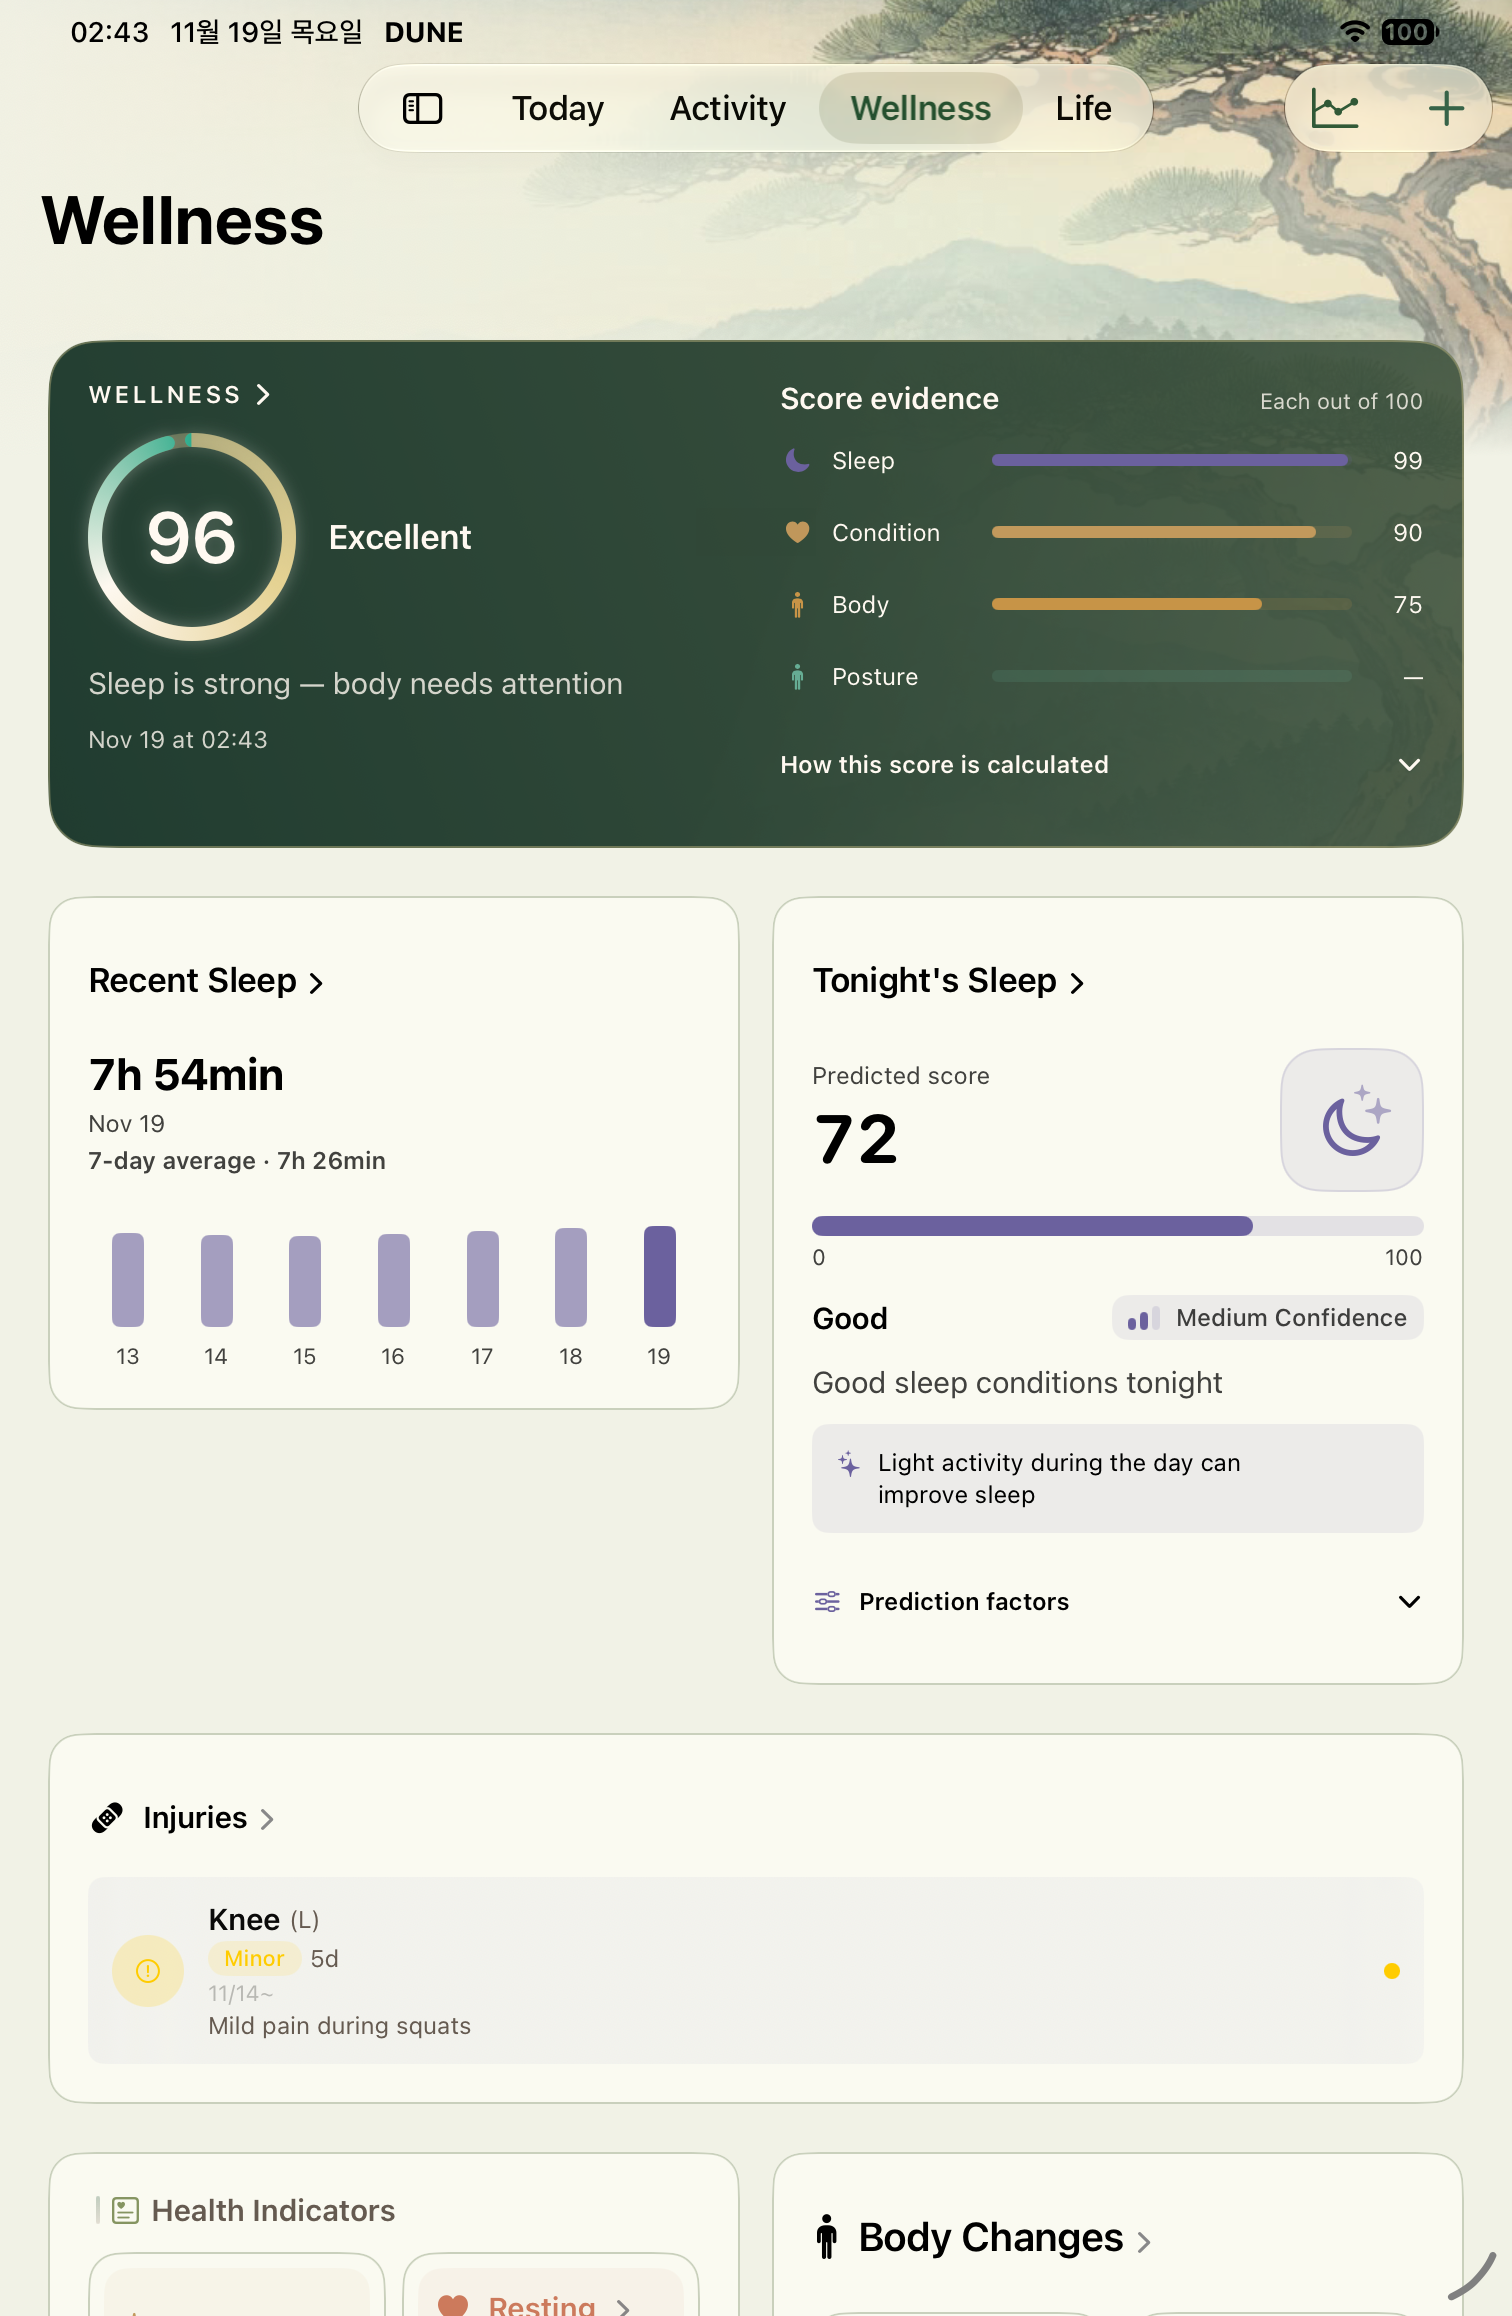 02:43 11월 19일 목요일 DUNE
100
Today Activity Wellness Life
Wellness
WELLNESS
96
Excellent
Sleep is strong — body needs attention
Nov 19 at 02:43
Score evidence
Each out of 100
Sleep 99
Condition 90
Body 75
Posture —
How this score is calculated
Recent Sleep
7h 54min
Nov 19
7-day average · 7h 26min
13 14 15 16 17 18 19
Tonight's Sleep
Predicted score
72
0 100
Good
Medium Confidence
Good sleep conditions tonight
Light activity during the day can
improve sleep
Prediction factors
Injuries
Knee (L)
Minor 5d
11/14~
Mild pain during squats
Health Indicators
Resting
Body Changes